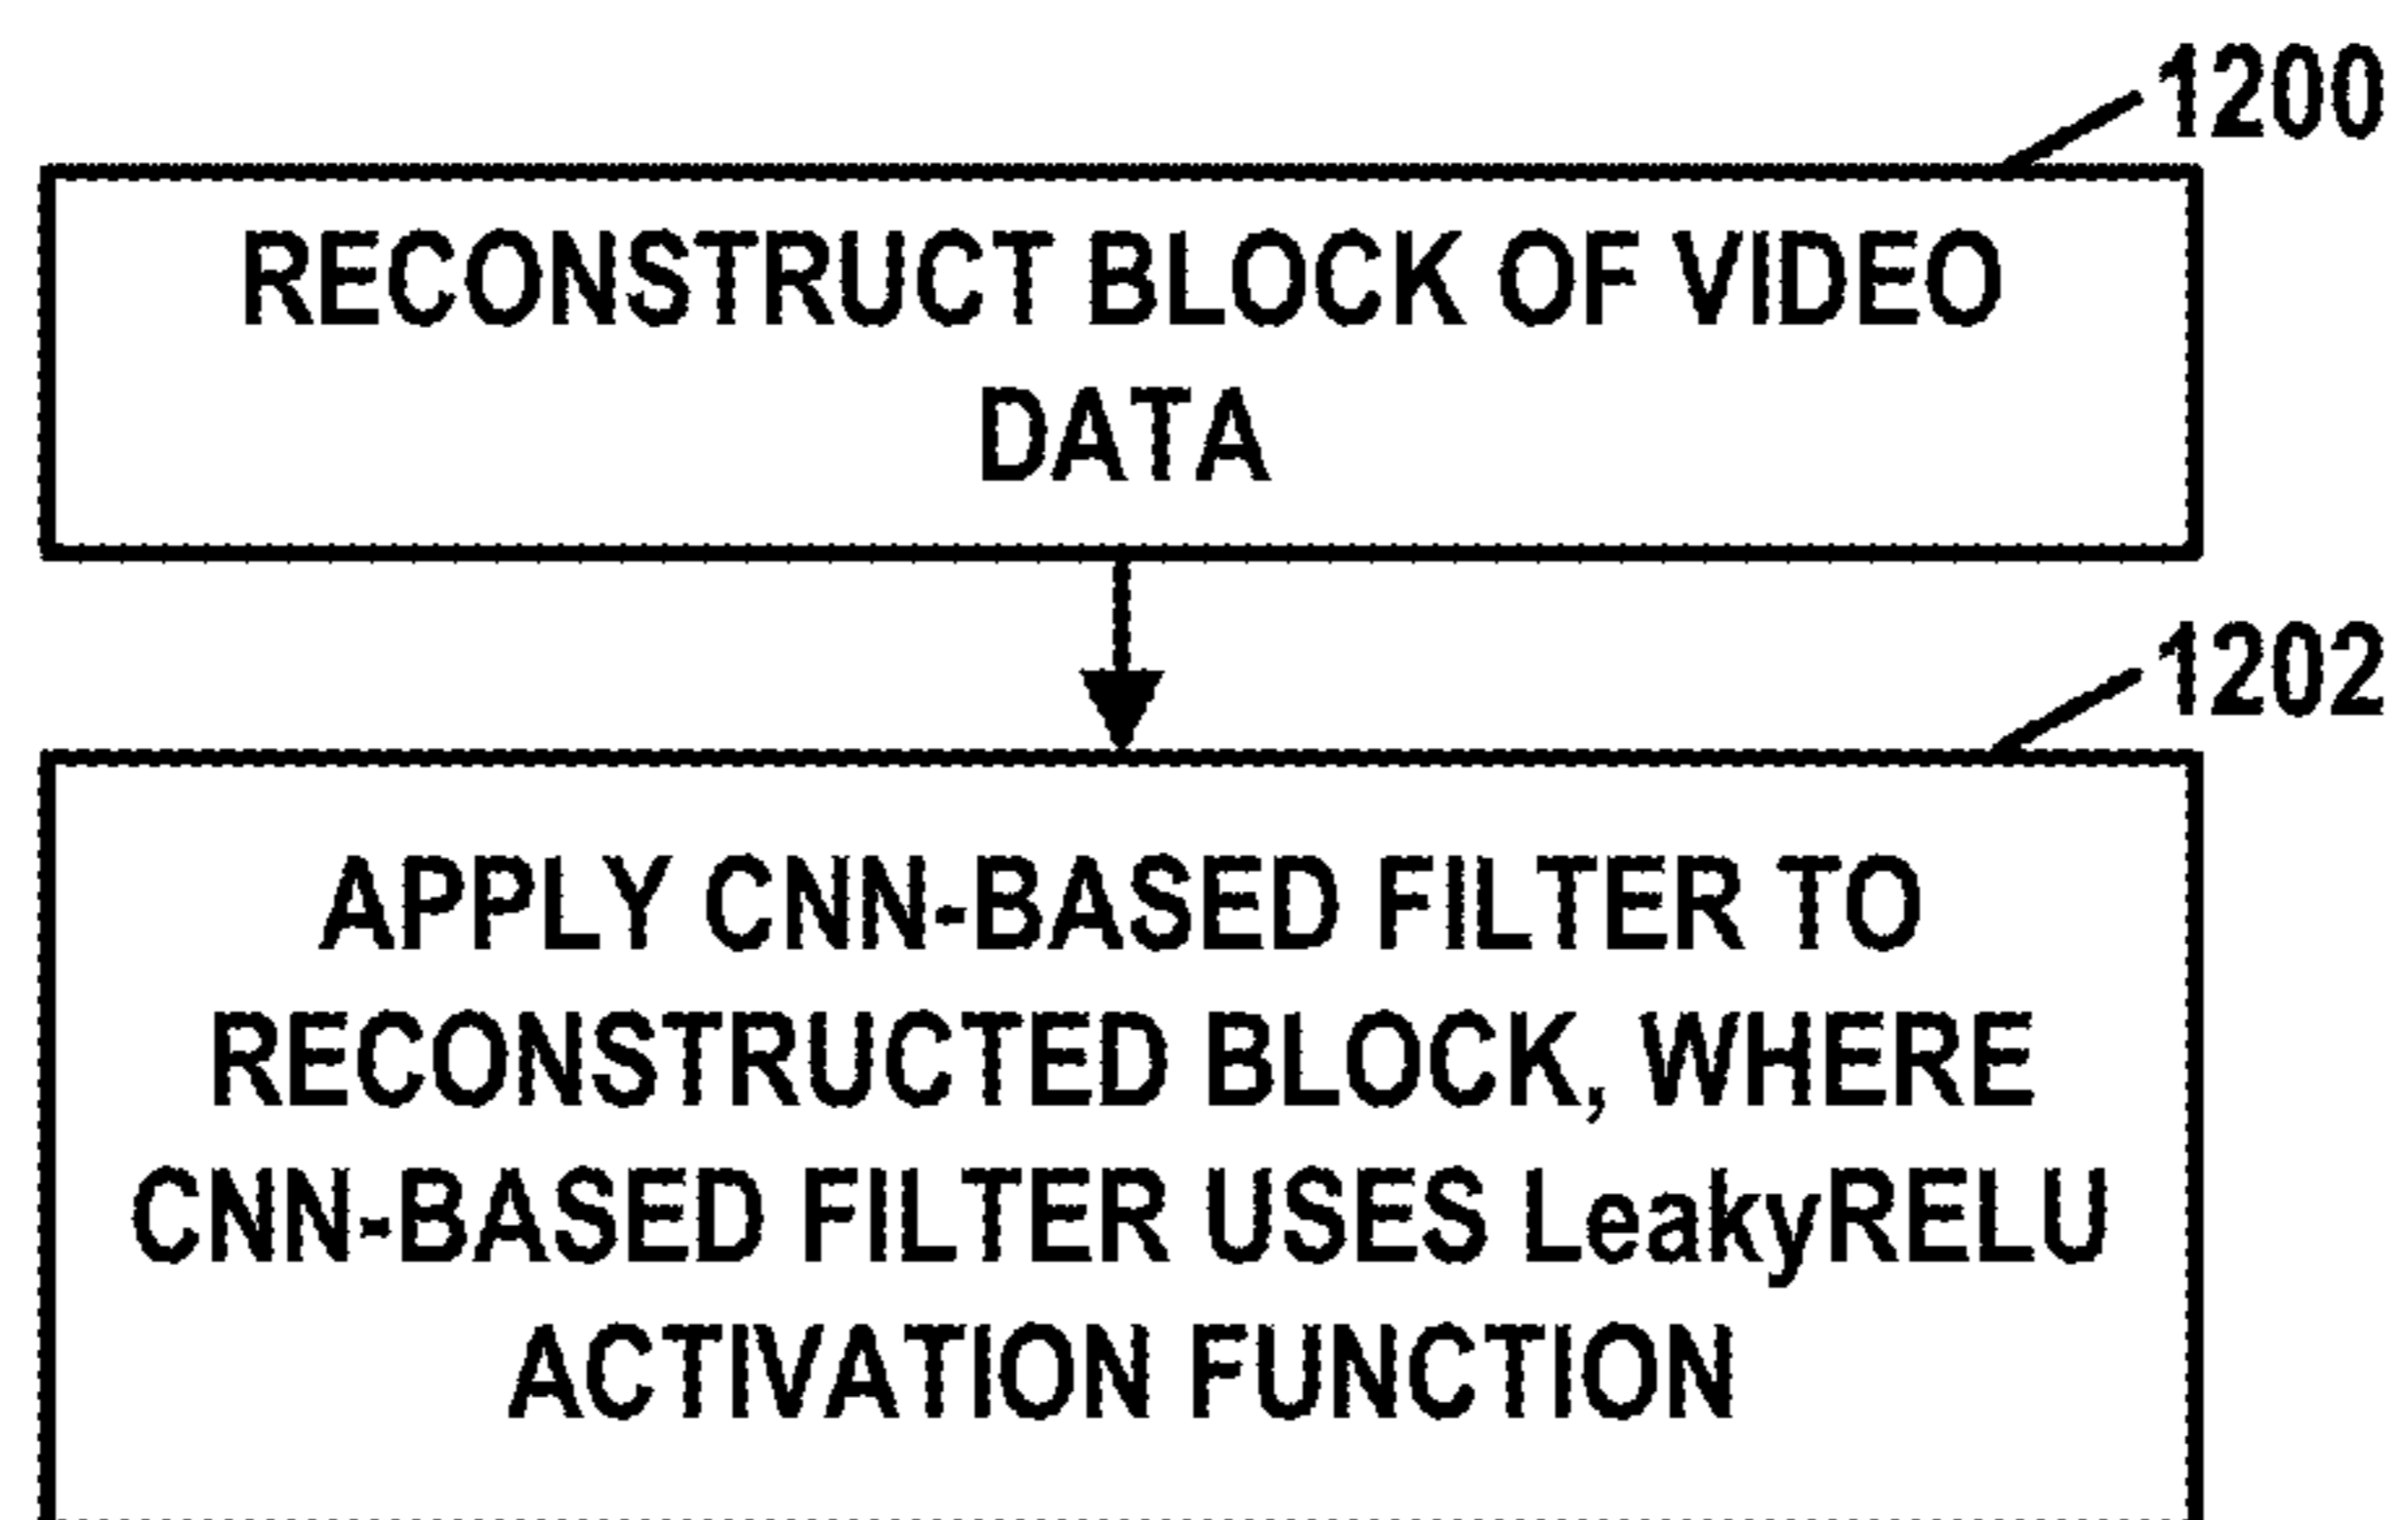 1200
RECONSTRUCT BLOCK OF VIDEO
DATA
1202
APPLY CNN-BASED FILTER TO
RECONSTRUCTED BLOCK, WHERE
CNN-BASED FILTER USES LeakyRELU
ACTIVATION FUNCTION